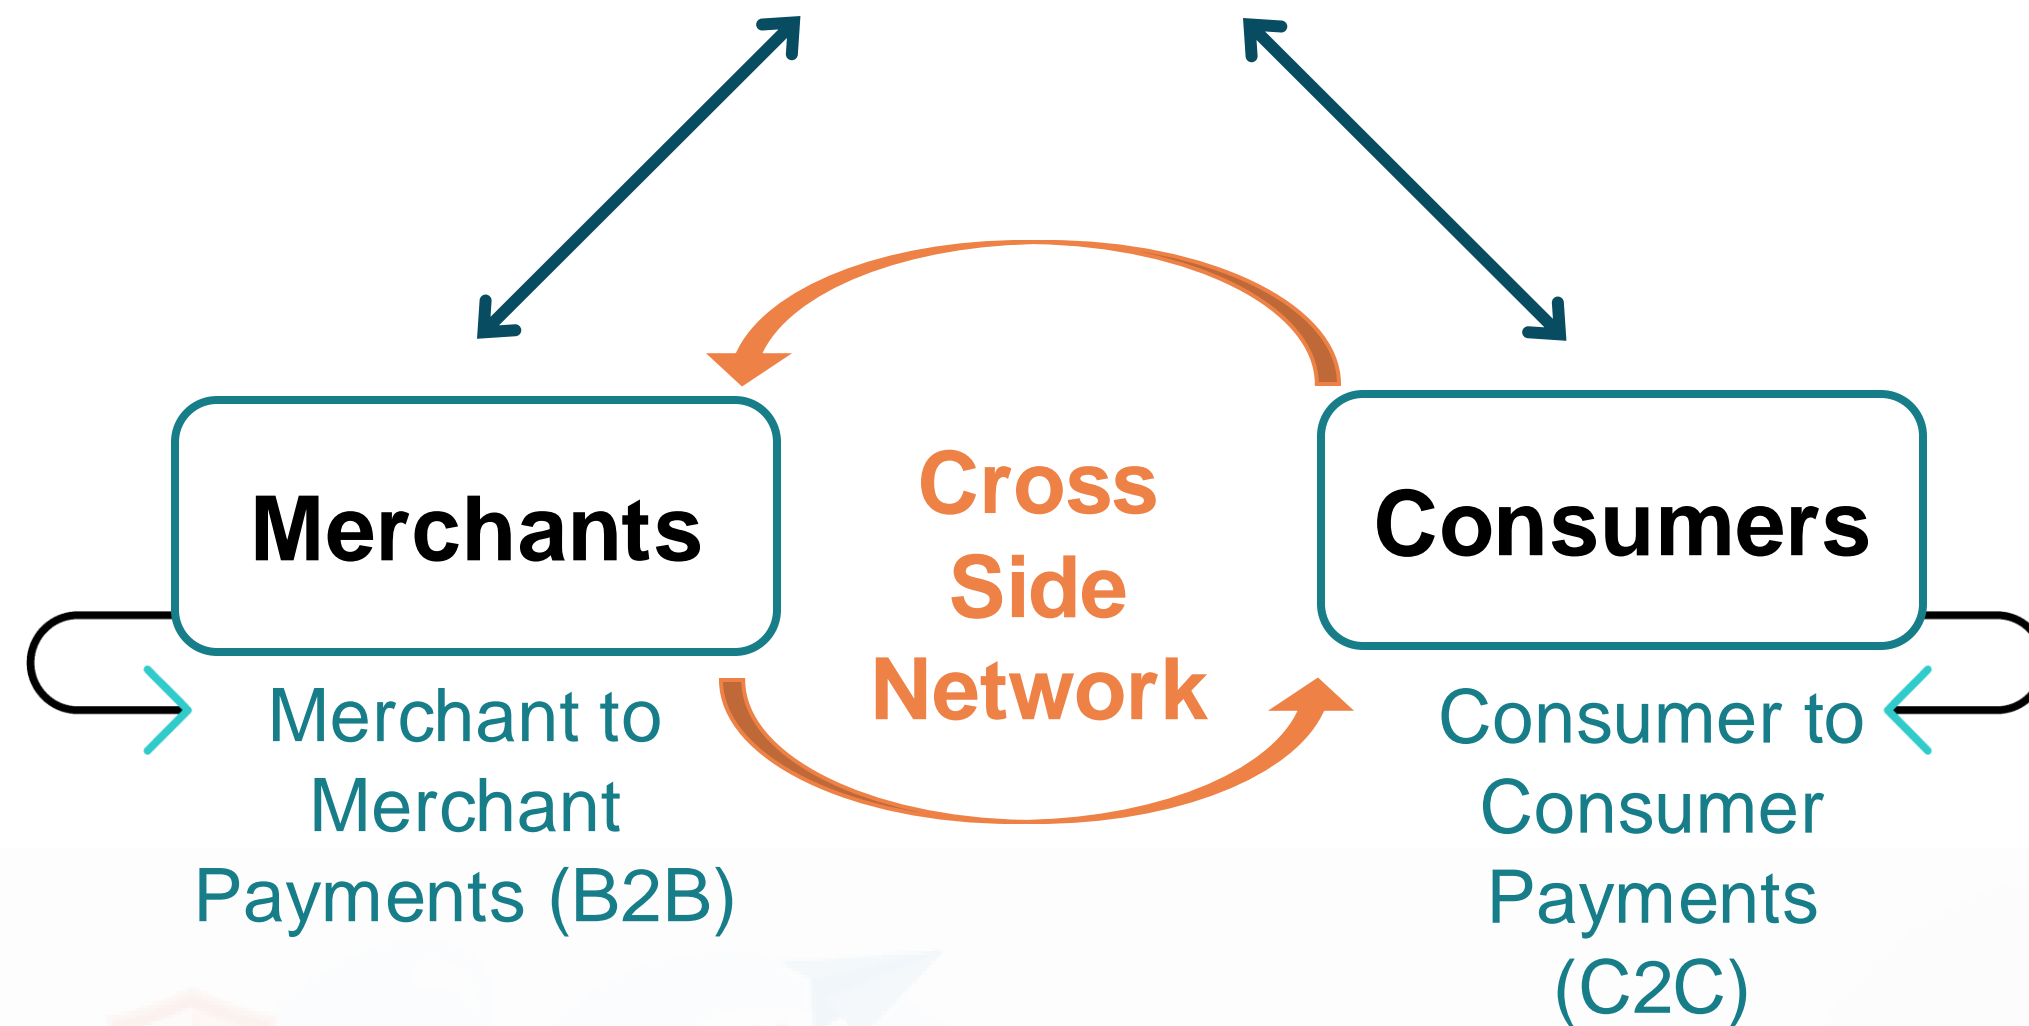 Merchants
Cross
Side
Network
Consumers
Merchant to
Merchant
Payments (B2B)
Consumer to
Consumer
Payments
(C2C)